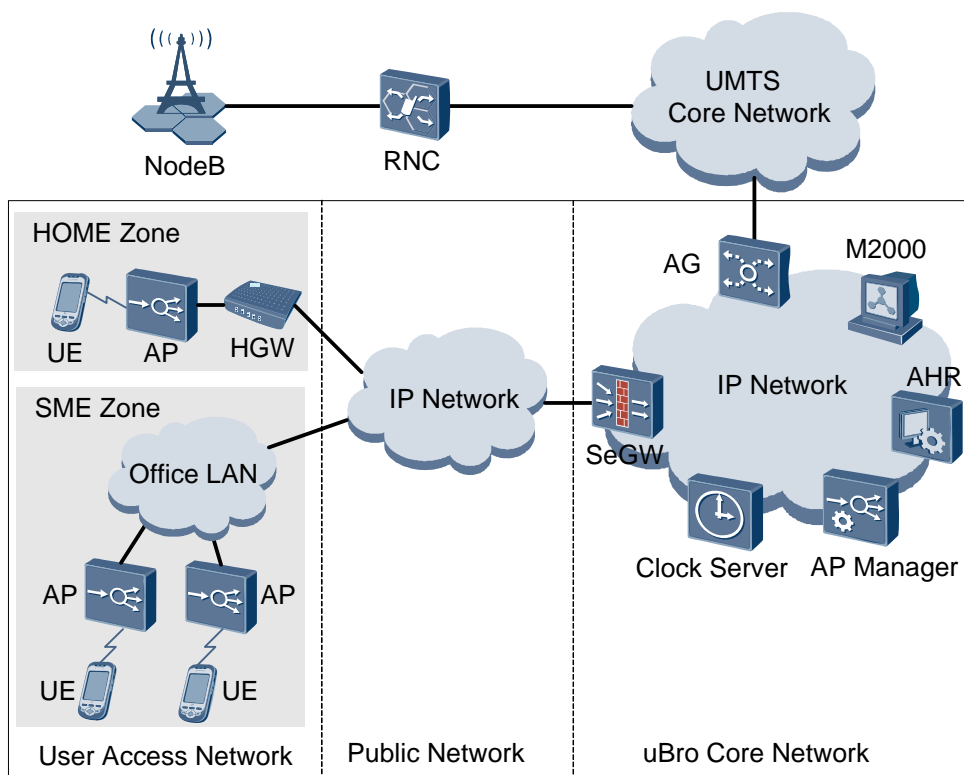 UMTS
Core Network
NodeB
RNC
HOME Zone
UE
AP
HGW
SME Zone
Office LAN
AP
AP
UE
UE
User Access Network
IP Network
Public Network
AG
M2000
IP Network
AHR
SeGW
Clock Server
AP Manager
uBro Core Network